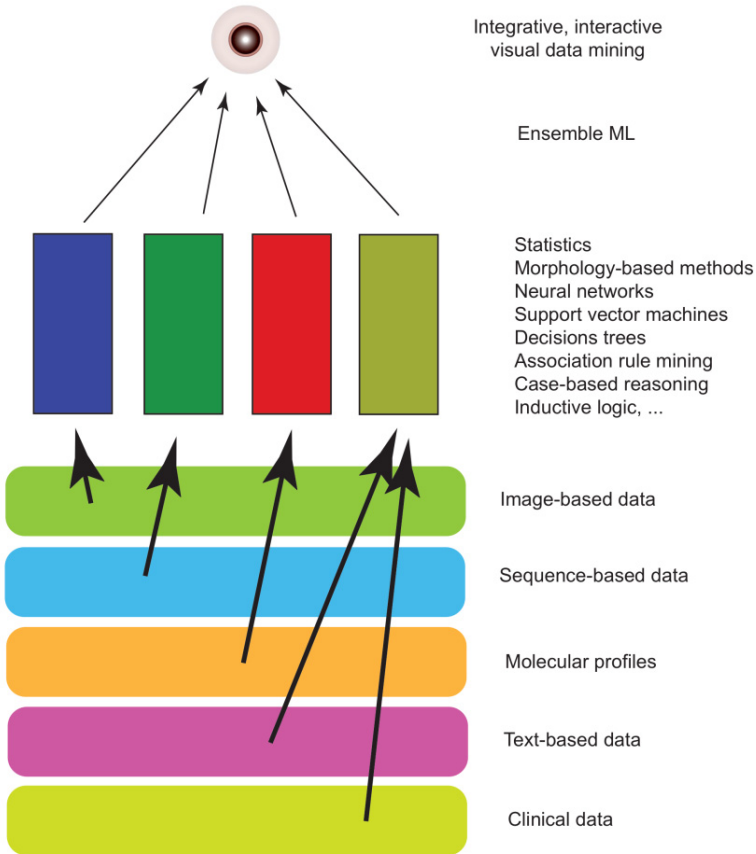 Integrative, interactive
visual data mining
Ensemble ML
Statistics
Morphology-based methods
Neural networks
Support vector machines
Decisions trees
Association rule mining
Case-based reasoning
Inductive logic, ...
Image-based data
Sequence-based data
Molecular profiles
Text-based data
Clinical data